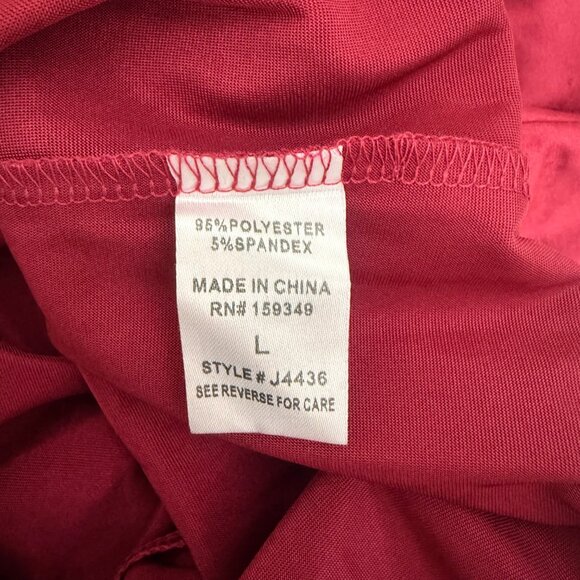 95%POLYESTER
5%SPANDEX
MADE IN CHINA
RN# 159349
L
STYLE # J4436
SEE REVERSE FOR CARE